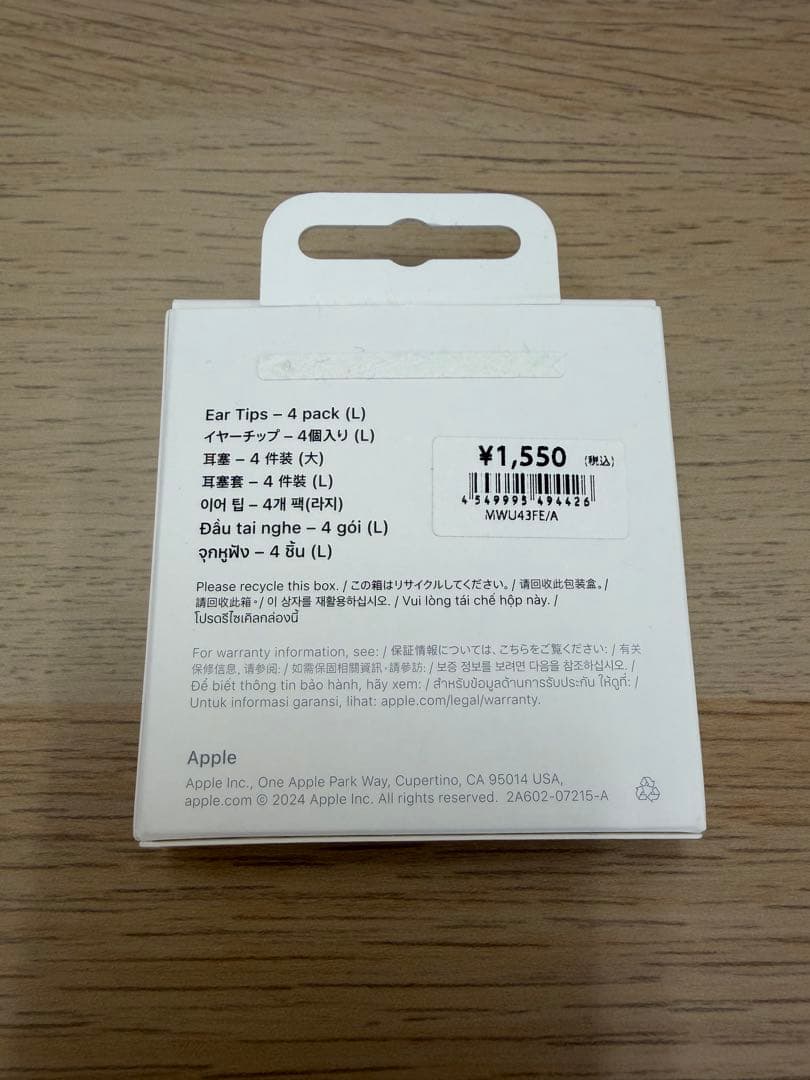 Ear Tips – 4 pack (L)
イヤーチップ – 4個入り (L)
耳塞 – 4 件装 (大)
耳塞套 – 4 件裝 (L)
이어 팁 – 4개 팩(라지)
Đầu tai nghe – 4 gói (L)
จุกหูฟัง – 4 ชิ้น (L)
¥1,550 (税込)
4 549995 494426
MWU43FE/A
Please recycle this box. / この箱はリサイクルしてください。/ 请回收此包装盒。/
請回收此箱。/ 이 상자를 재활용하십시오. / Vui lòng tái chế hộp này. /
โปรดรีไซเคิลกล่องนี้
For warranty information, see: / 保証情報については、こちらをご覧ください: / 有关
保修信息, 请参阅: / 如需保固相關資訊,請參訪: / 보증 정보를 보려면 다음을 참조하십시오. /
Để biết thông tin bảo hành, hãy xem: / สำหรับข้อมูลด้านการรับประกัน ให้ดูที่: /
Untuk informasi garansi, lihat: apple.com/legal/warranty.
Apple
Apple Inc., One Apple Park Way, Cupertino, CA 95014 USA,
apple.com © 2024 Apple Inc. All rights reserved. 2A602-07215-A